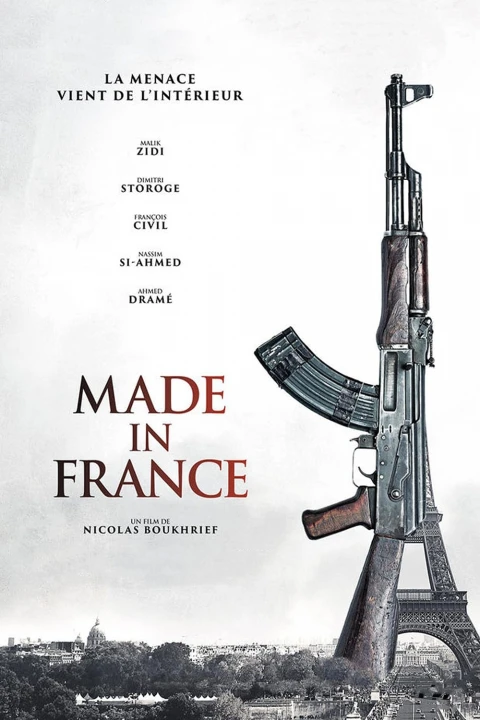 LA MENACE
VIENT DE L'INTÉRIEUR
MALIK
ZIDI
DIMITRI
STOROGE
FRANÇOIS
CIVIL
NASSIM
SI-AHMED
AHMED
DRAMÉ
MADE
IN
FRANCE
UN FILM DE
NICOLAS BOUKHRIEF